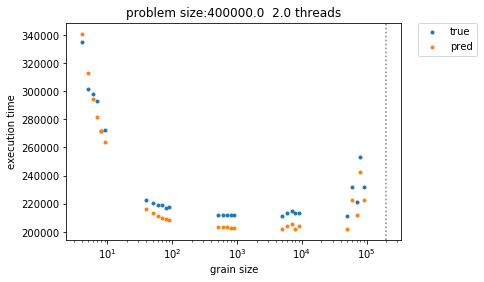 problem size:400000.0  2.0 threads
true
pred
execution time
340000
320000
300000
280000
260000
240000
220000
200000
10¹
10²
10³
10⁴
10⁵
grain size